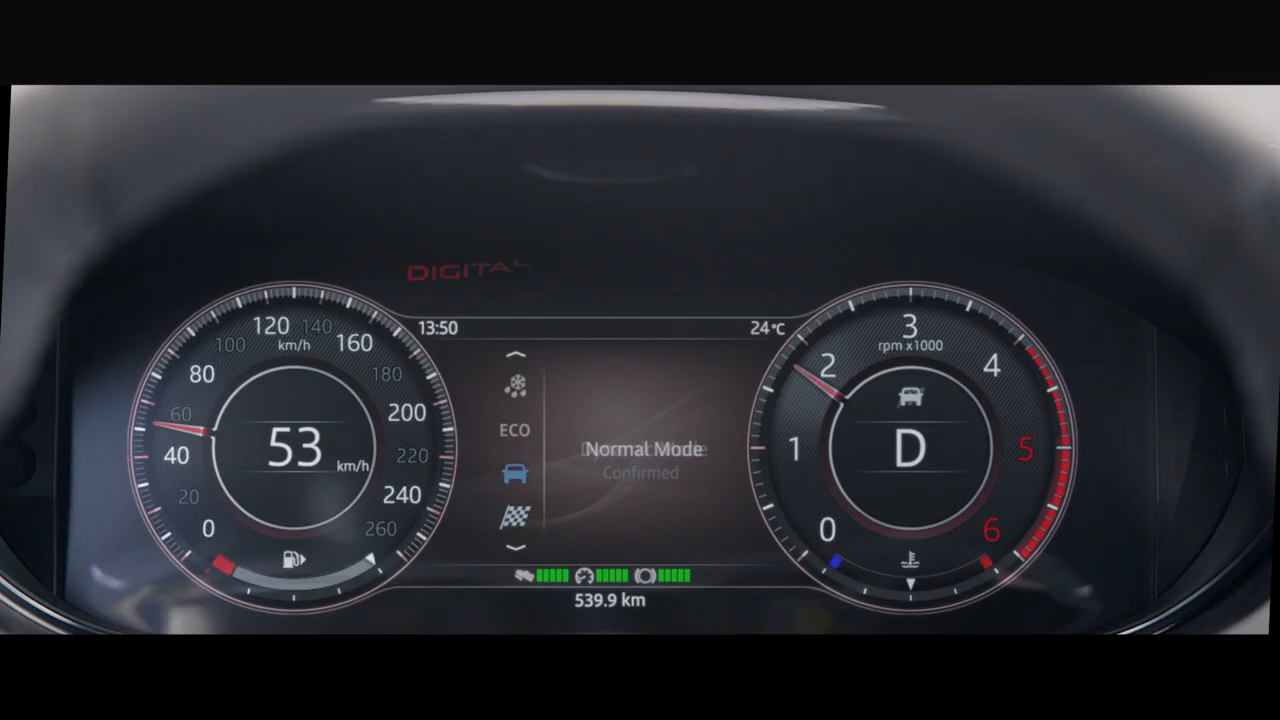 DIGITAL
13:50
24°C
120 140
100 km/h 160
80 180
60 200
53 km/h
40 220
20 240
0 260
ECO
Normal Mode
Confirmed
539.9 km
3
rpm x1000
2 4
1 D 5
0 6